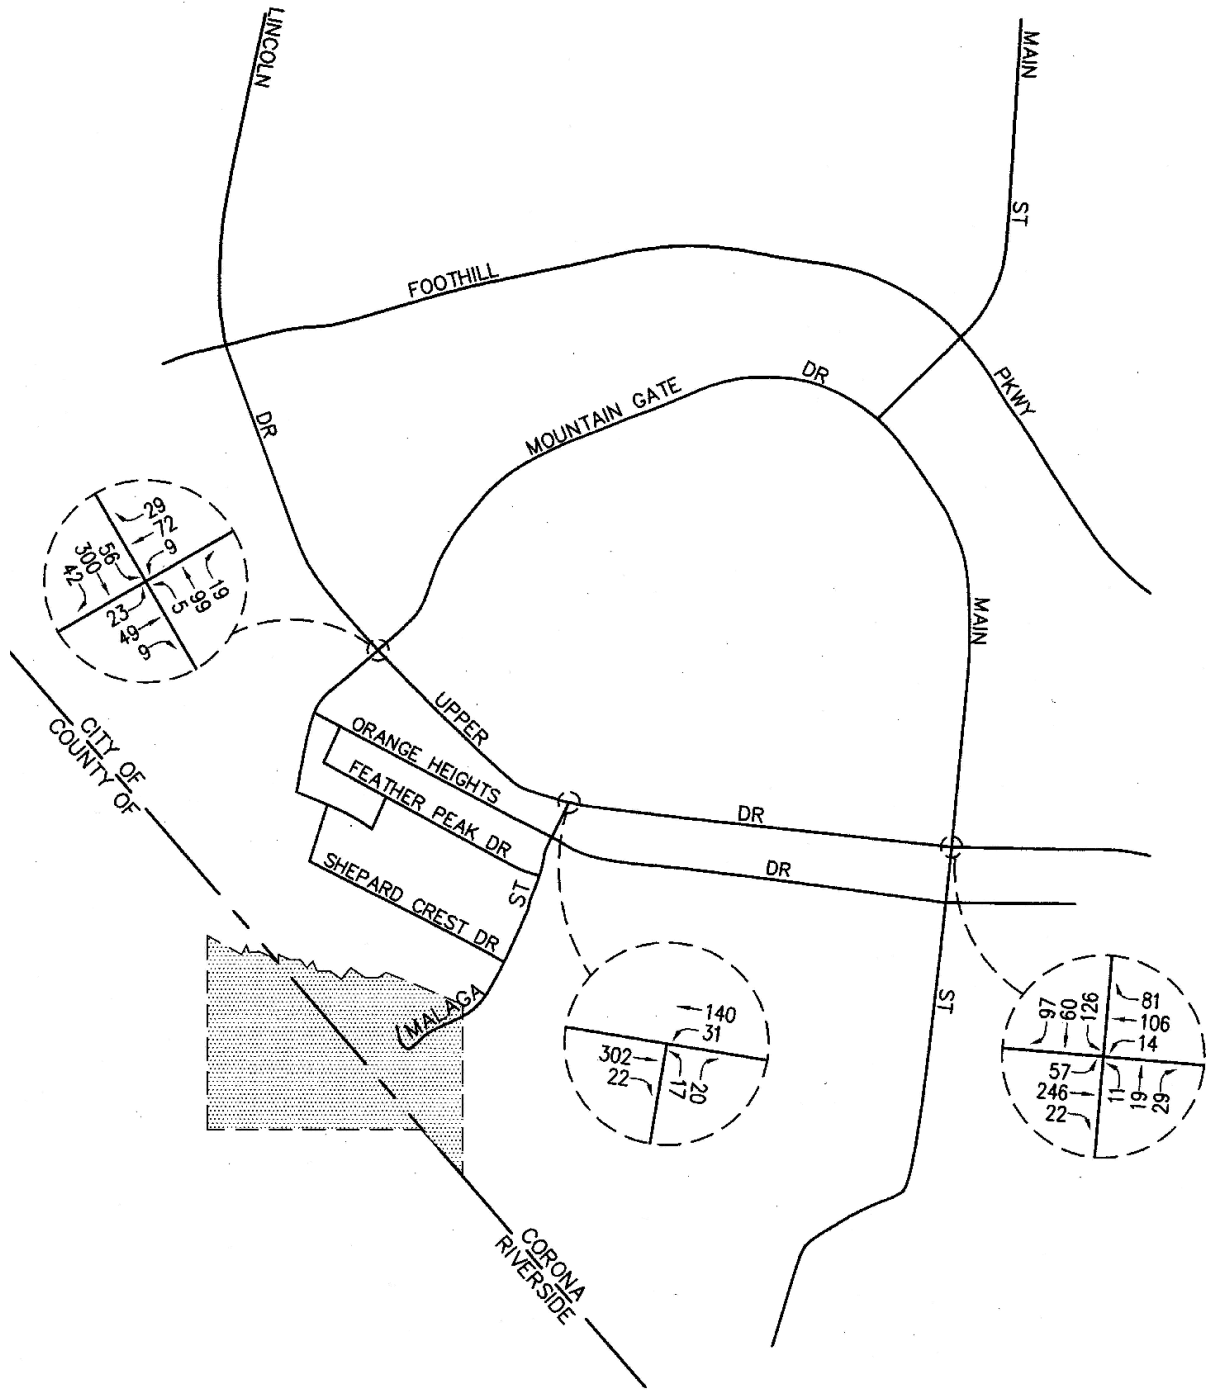 LINCOLN
MAIN
ST
FOOTHILL
PKWY
MOUNTAIN GATE
DR
DR
MAIN
29
72
9
56
300
42
19
99
5
23
49
9
UPPER
DR
ORANGE HEIGHTS
DR
FEATHER PEAK DR
SHEPARD CREST DR
ST
MALAGA
ST
CITY OF
COUNTY OF
CORONA
RIVERSIDE
140
31
302
22
17
20
97
60
126
81
106
14
57
246
22
11
19
29